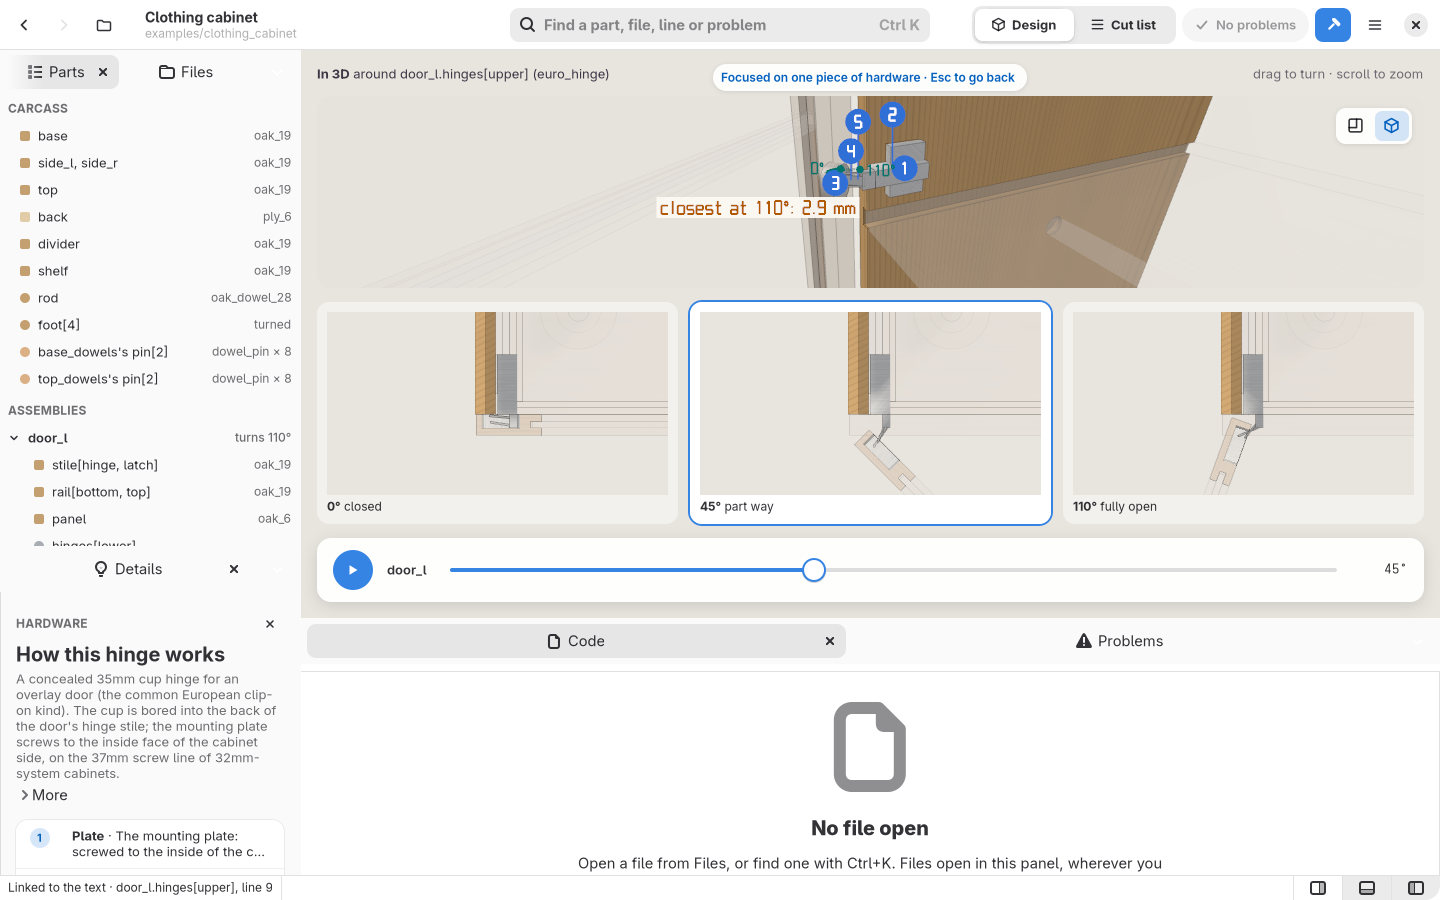 Clothing cabinet
examples/clothing_cabinet
Find a part, file, line or problem
Ctrl K
Design
Cut list
No problems
Parts
Files
CARCASS
base oak_19
side_l, side_r oak_19
top oak_19
back ply_6
divider oak_19
shelf oak_19
rod oak_dowel_28
foot[4] turned
base_dowels's pin[2] dowel_pin × 8
top_dowels's pin[2] dowel_pin × 8
ASSEMBLIES
door_l turns 110°
stile[hinge, latch] oak_19
rail[bottom, top] oak_19
panel oak_6
hinges[lower]
Details
HARDWARE
How this hinge works
A concealed 35mm cup hinge for an
overlay door (the common European clip-
on kind). The cup is bored into the back of
the door's hinge stile; the mounting plate
screws to the inside face of the cabinet
side, on the 37mm screw line of 32mm-
system cabinets.
More
1 Plate · The mounting plate:
screwed to the inside of the c...
In 3D around door_l.hinges[upper] (euro_hinge)
Focused on one piece of hardware · Esc to go back
drag to turn · scroll to zoom
5
2
4
0°
110°
1
3
closest at 110°: 2.9 mm
0° closed
45° part way
110° fully open
door_l
45°
Code
Problems
No file open
Open a file from Files, or find one with Ctrl+K. Files open in this panel, wherever you
Linked to the text · door_l.hinges[upper], line 9